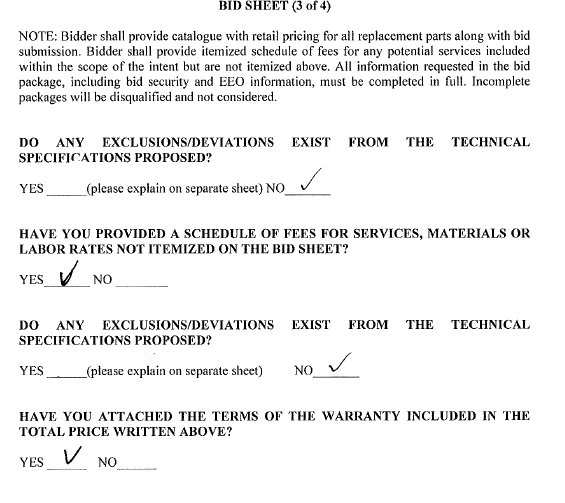 BID SHEET (3 of 4)
NOTE: Bidder shall provide catalogue with retail pricing for all replacement parts along with bid
submission. Bidder shall provide itemized schedule of fees for any potential services included
within the scope of the intent but are not itemized above. All information requested in the bid
package, including bid security and EEO information, must be completed in full. Incomplete
packages will be disqualified and not considered.
DO ANY EXCLUSIONS/DEVIATIONS EXIST FROM THE TECHNICAL
SPECIFICATIONS PROPOSED?
YES ______(please explain on separate sheet) NO ✓
HAVE YOU PROVIDED A SCHEDULE OF FEES FOR SERVICES, MATERIALS OR
LABOR RATES NOT ITEMIZED ON THE BID SHEET?
YES ✓ NO ________
DO ANY EXCLUSIONS/DEVIATIONS EXIST FROM THE TECHNICAL
SPECIFICATIONS PROPOSED?
YES ______(please explain on separate sheet) NO ✓
HAVE YOU ATTACHED THE TERMS OF THE WARRANTY INCLUDED IN THE
TOTAL PRICE WRITTEN ABOVE?
YES ✓ NO______